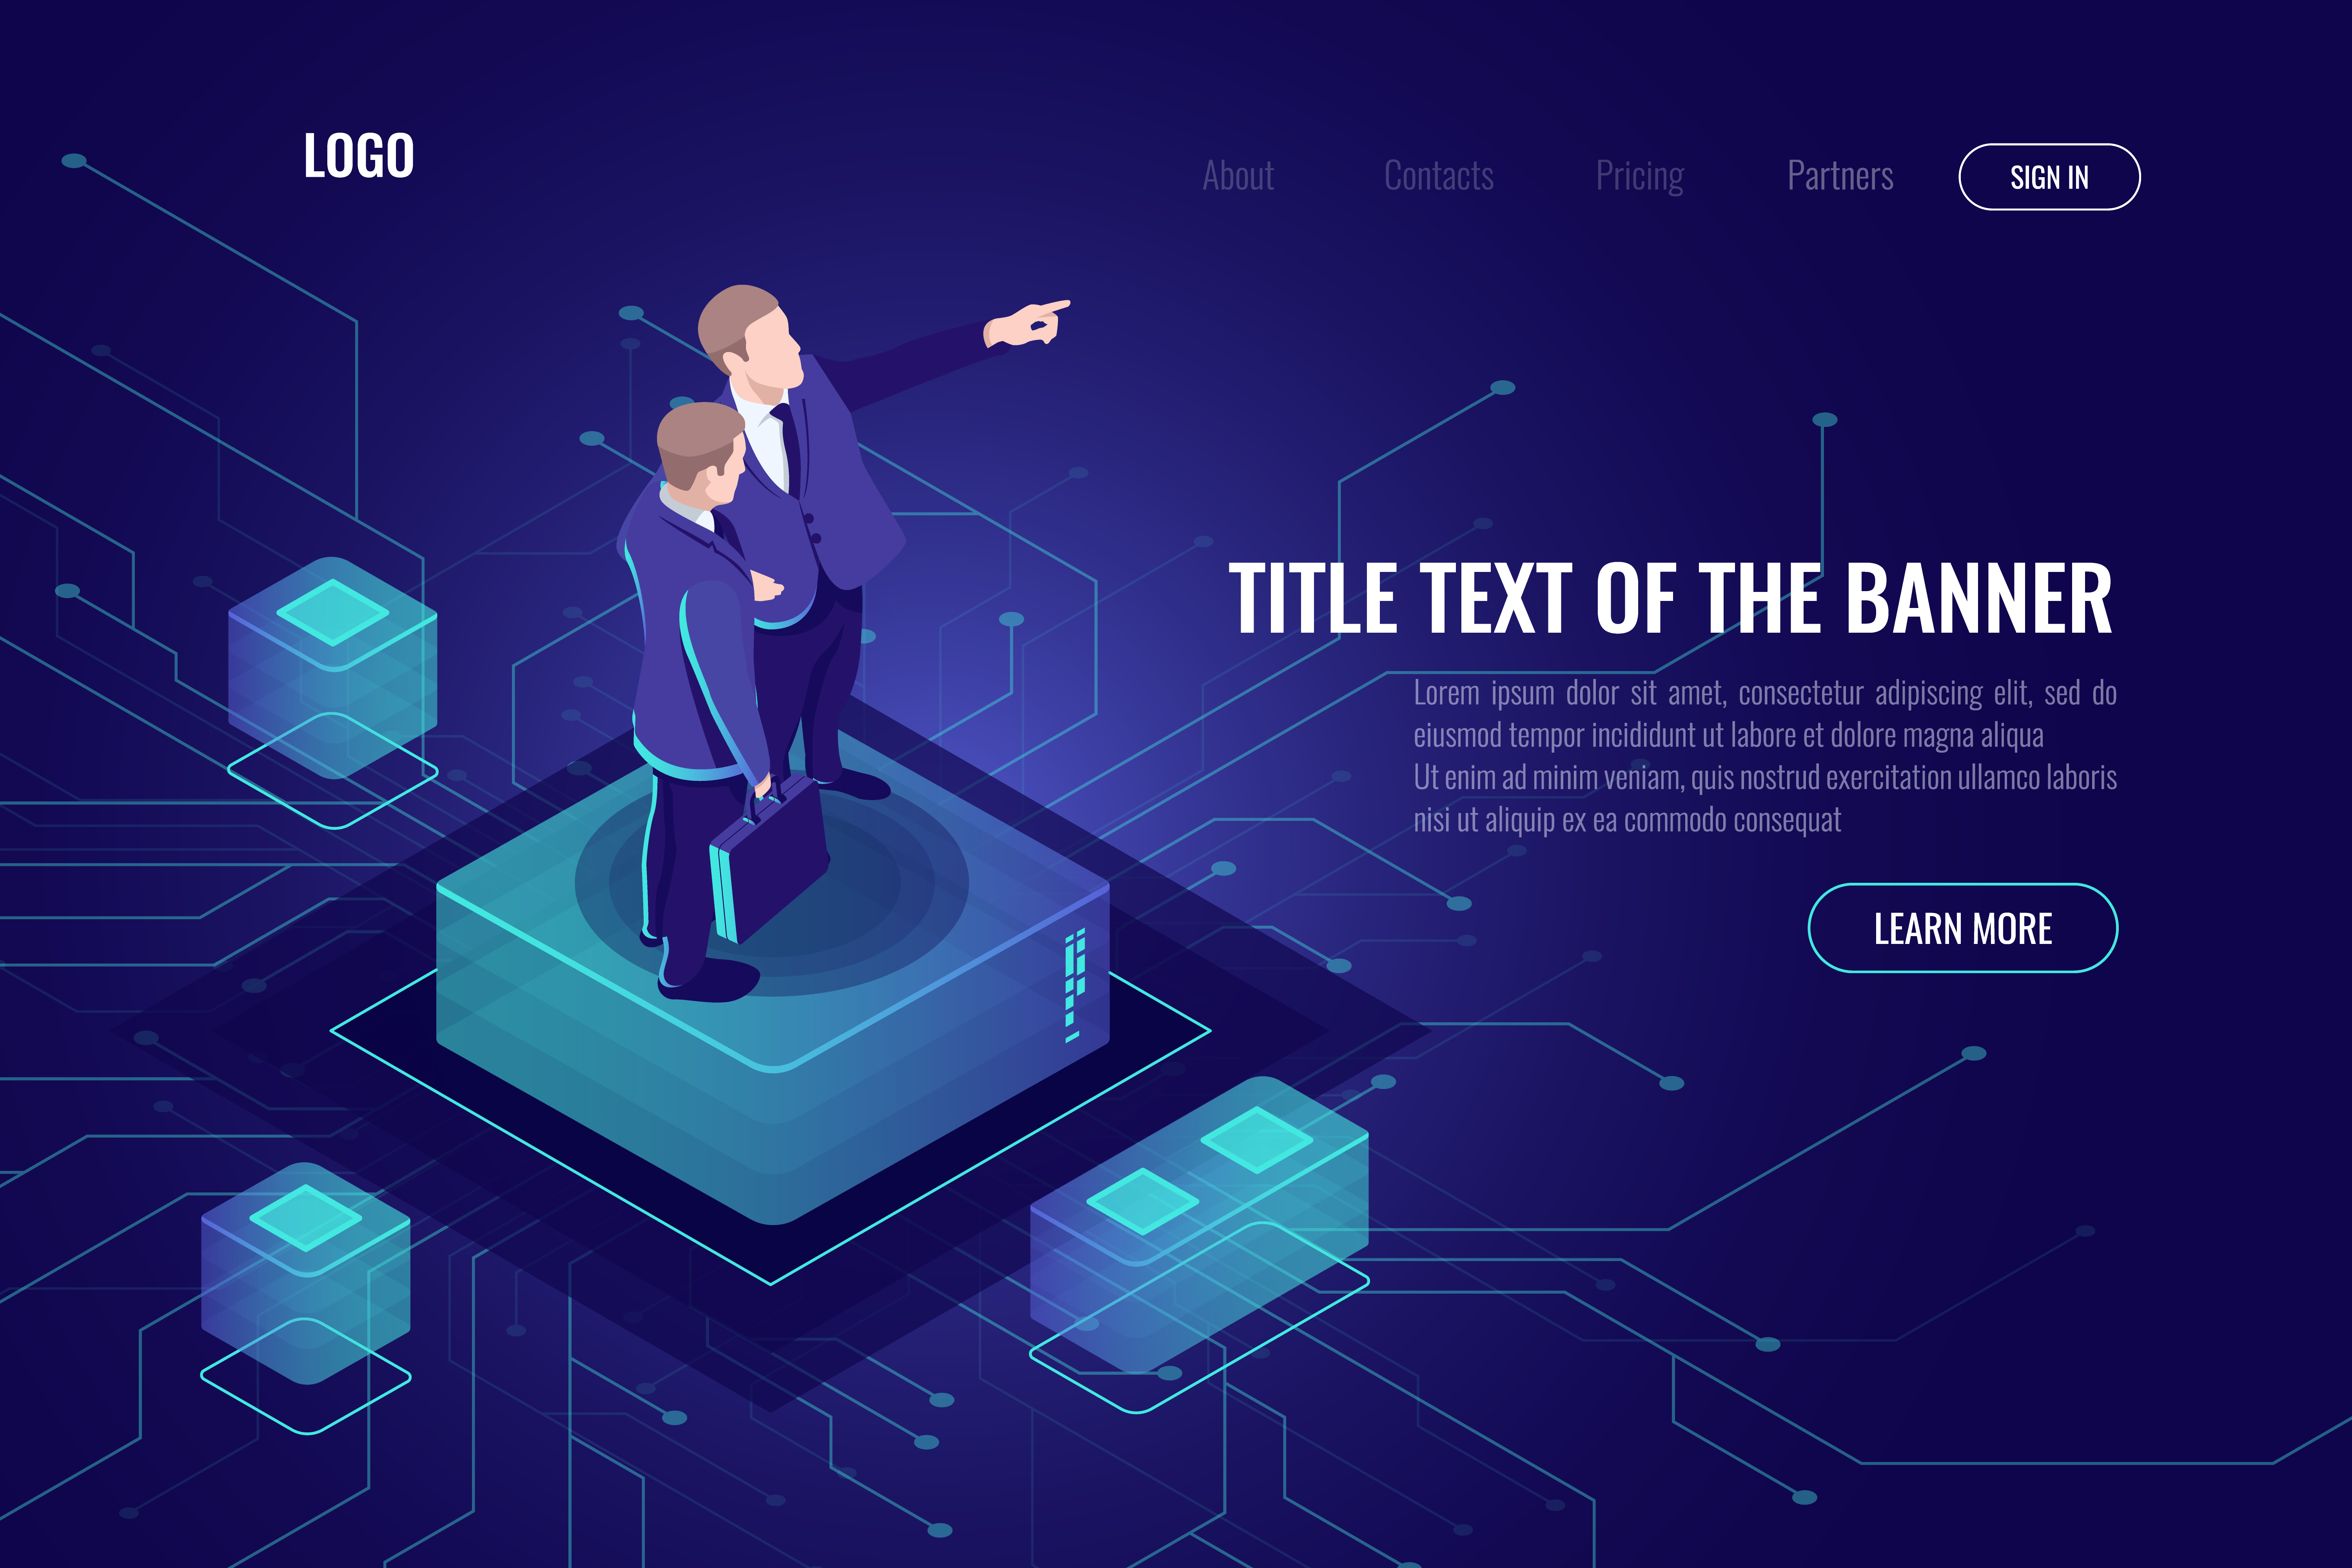 LOGO
About
Contacts
Pricing
Partners
SIGN IN
TITLE TEXT OF THE BANNER
Lorem ipsum dolor sit amet, consectetur adipiscing elit, sed do
eiusmod tempor incididunt ut labore et dolore magna aliqua
Ut enim ad minim veniam, quis nostrud exercitation ullamco laboris
nisi ut aliquip ex ea commodo consequat
LEARN MORE